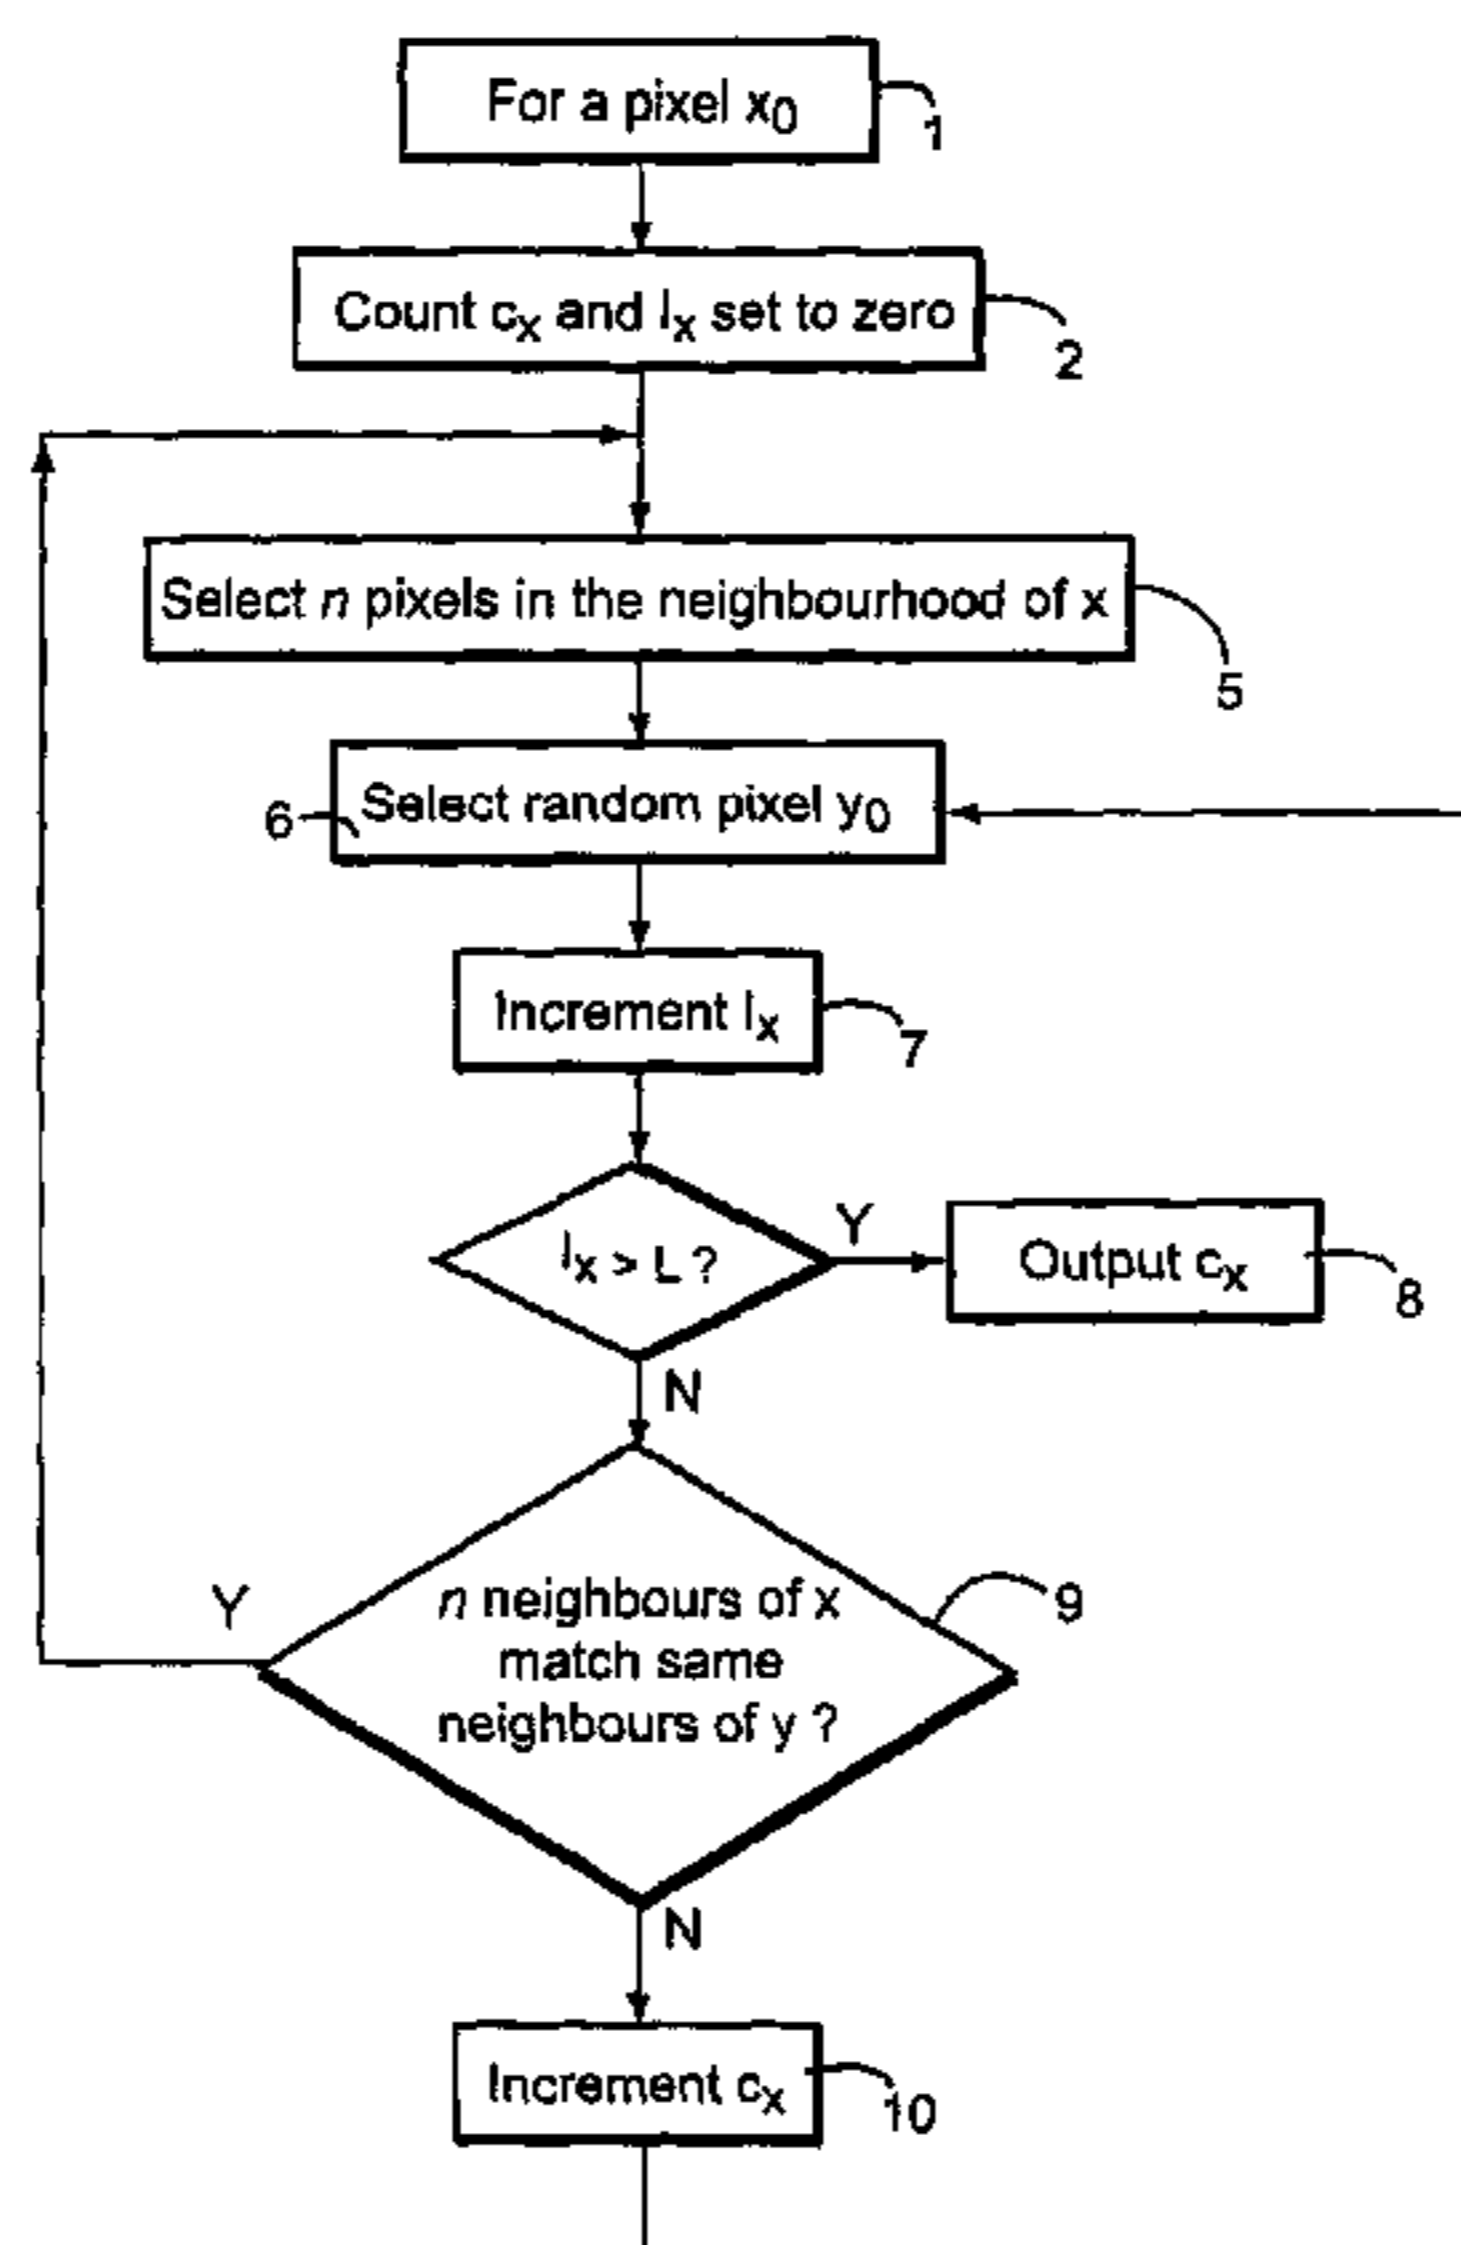 For a pixel x0
1
Count cx and Ix set to zero
2
Select n pixels in the neighbourhood of x
5
6
Select random pixel y0
Increment Ix
7
Ix > L ?
Y
Output cx
8
N
n neighbours of x
match same
neighbours of y ?
9
Y
N
Increment cx
10